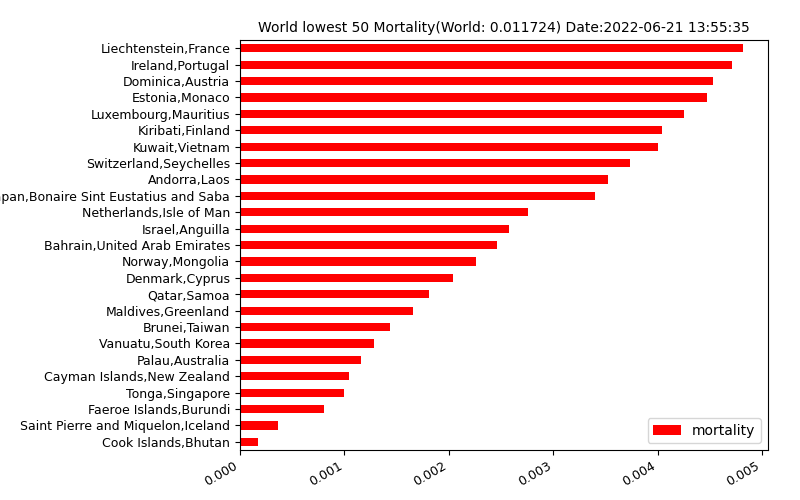 World lowest 50 Mortality(World: 0.011724) Date:2022-06-21 13:55:35
Liechtenstein,France
Ireland,Portugal
Dominica,Austria
Estonia,Monaco
Luxembourg,Mauritius
Kiribati,Finland
Kuwait,Vietnam
Switzerland,Seychelles
Andorra,Laos
pan,Bonaire Sint Eustatius and Saba
Netherlands,Isle of Man
Israel,Anguilla
Bahrain,United Arab Emirates
Norway,Mongolia
Denmark,Cyprus
Qatar,Samoa
Maldives,Greenland
Brunei,Taiwan
Vanuatu,South Korea
Palau,Australia
Cayman Islands,New Zealand
Tonga,Singapore
Faeroe Islands,Burundi
Saint Pierre and Miquelon,Iceland
Cook Islands,Bhutan
mortality
0.000 0.001 0.002 0.003 0.004 0.005